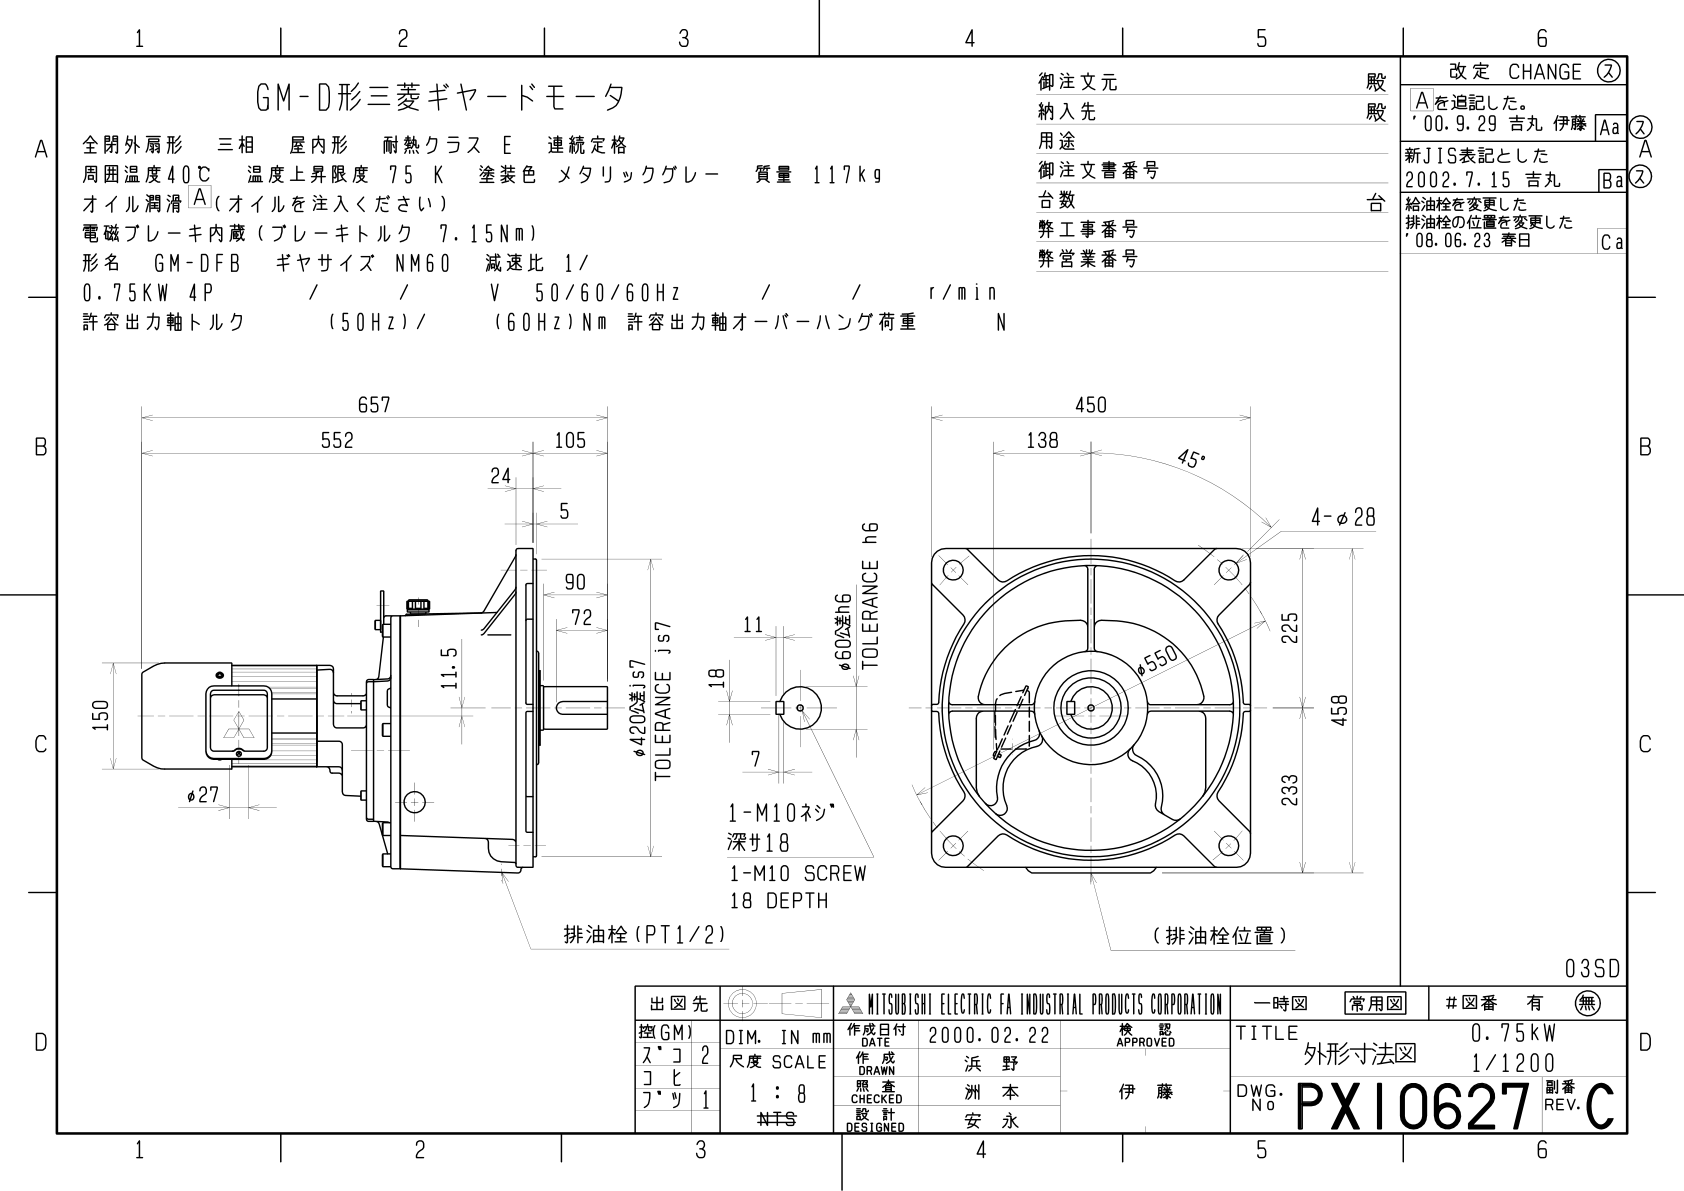 1 2 3 4 5 6
GM-D形三菱ギヤードモータ
全閉外扇形 三相 屋内形 耐熱クラス E 連続定格
周囲温度40℃ 温度上昇限度 75 K 塗装色 メタリックグレー 質量 117kg
オイル潤滑 A (オイルを注入ください)
電磁ブレーキ内蔵(ブレーキトルク 7.15Nm)
形名 GM-DFB ギヤサイズ NM60 減速比 1/
0.75KW 4P / / V 50/60/60Hz / / r/min
許容出力軸トルク (50Hz)/ (60Hz)Nm 許容出力軸オーバーハング荷重 N
御注文元 殿
納入先 殿
用途
御注文書番号
台数 台
弊工事番号
弊営業番号
改定 CHANGE ス
A を追記した。
'00.9.29 吉丸 伊藤 Aa ス
新JIS表記とした
2002.7.15 吉丸 Ba ス
給油栓を変更した
排油栓の位置を変更した
'08.06.23 春日 Ca
A A
B B
C C
D D
657
552 105
24
5
90
72
11.5
150
φ27
φ420公差js7
TOLERANCE js7
排油栓(PT1/2)
11
18
7
φ60公差h6
TOLERANCE h6
1-M10ネジ
深サ18
1-M10 SCREW
18 DEPTH
450
138
45°
4-φ28
φ550
225
458
233
(排油栓位置)
03SD
出図先
控(GM)
ズコ 2
コヒ
ブツ 1
DIM. IN mm
尺度 SCALE
1 : 8
NTS
MITSUBISHI ELECTRIC FA INDUSTRIAL PRODUCTS CORPORATION
作成日付 DATE 2000.02.22
作成 DRAWN 浜野
照査 CHECKED 洲本
設計 DESIGNED 安永
検認 APPROVED
伊藤
一時図 常用図 #図番 有 無
TITLE
外形寸法図
0.75kW
1/1200
DWG. No PX10627
副番 REV. C
1 2 3 4 5 6